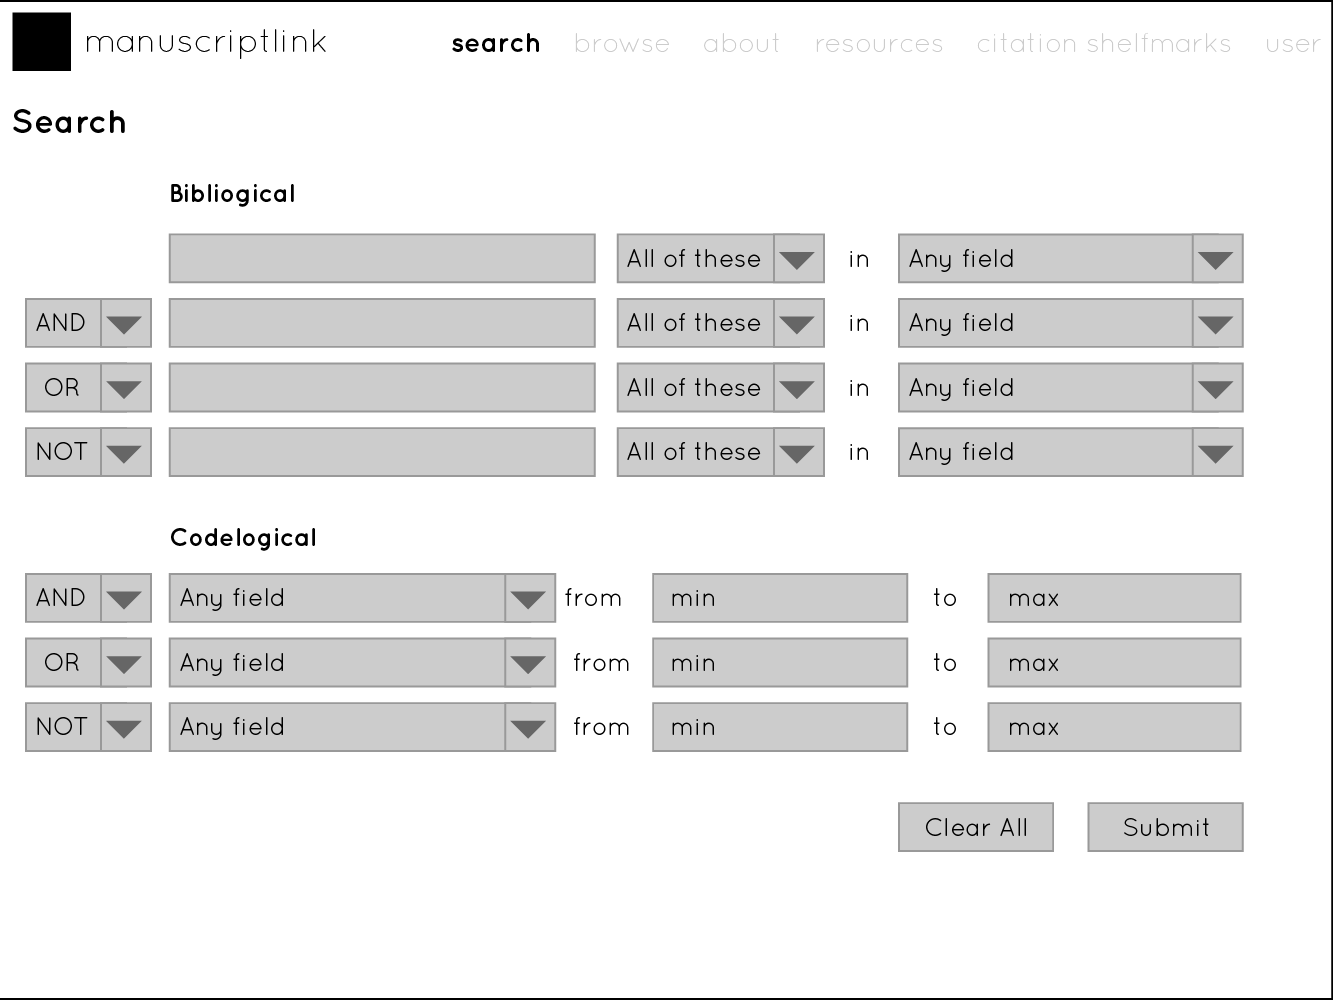 manuscriptlink search browse about resources citation shelfmarks user
Search
Bibliogical
All of these in Any field
AND All of these in Any field
OR All of these in Any field
NOT All of these in Any field
Codelogical
AND Any field from min to max
OR Any field from min to max
NOT Any field from min to max
Clear All Submit